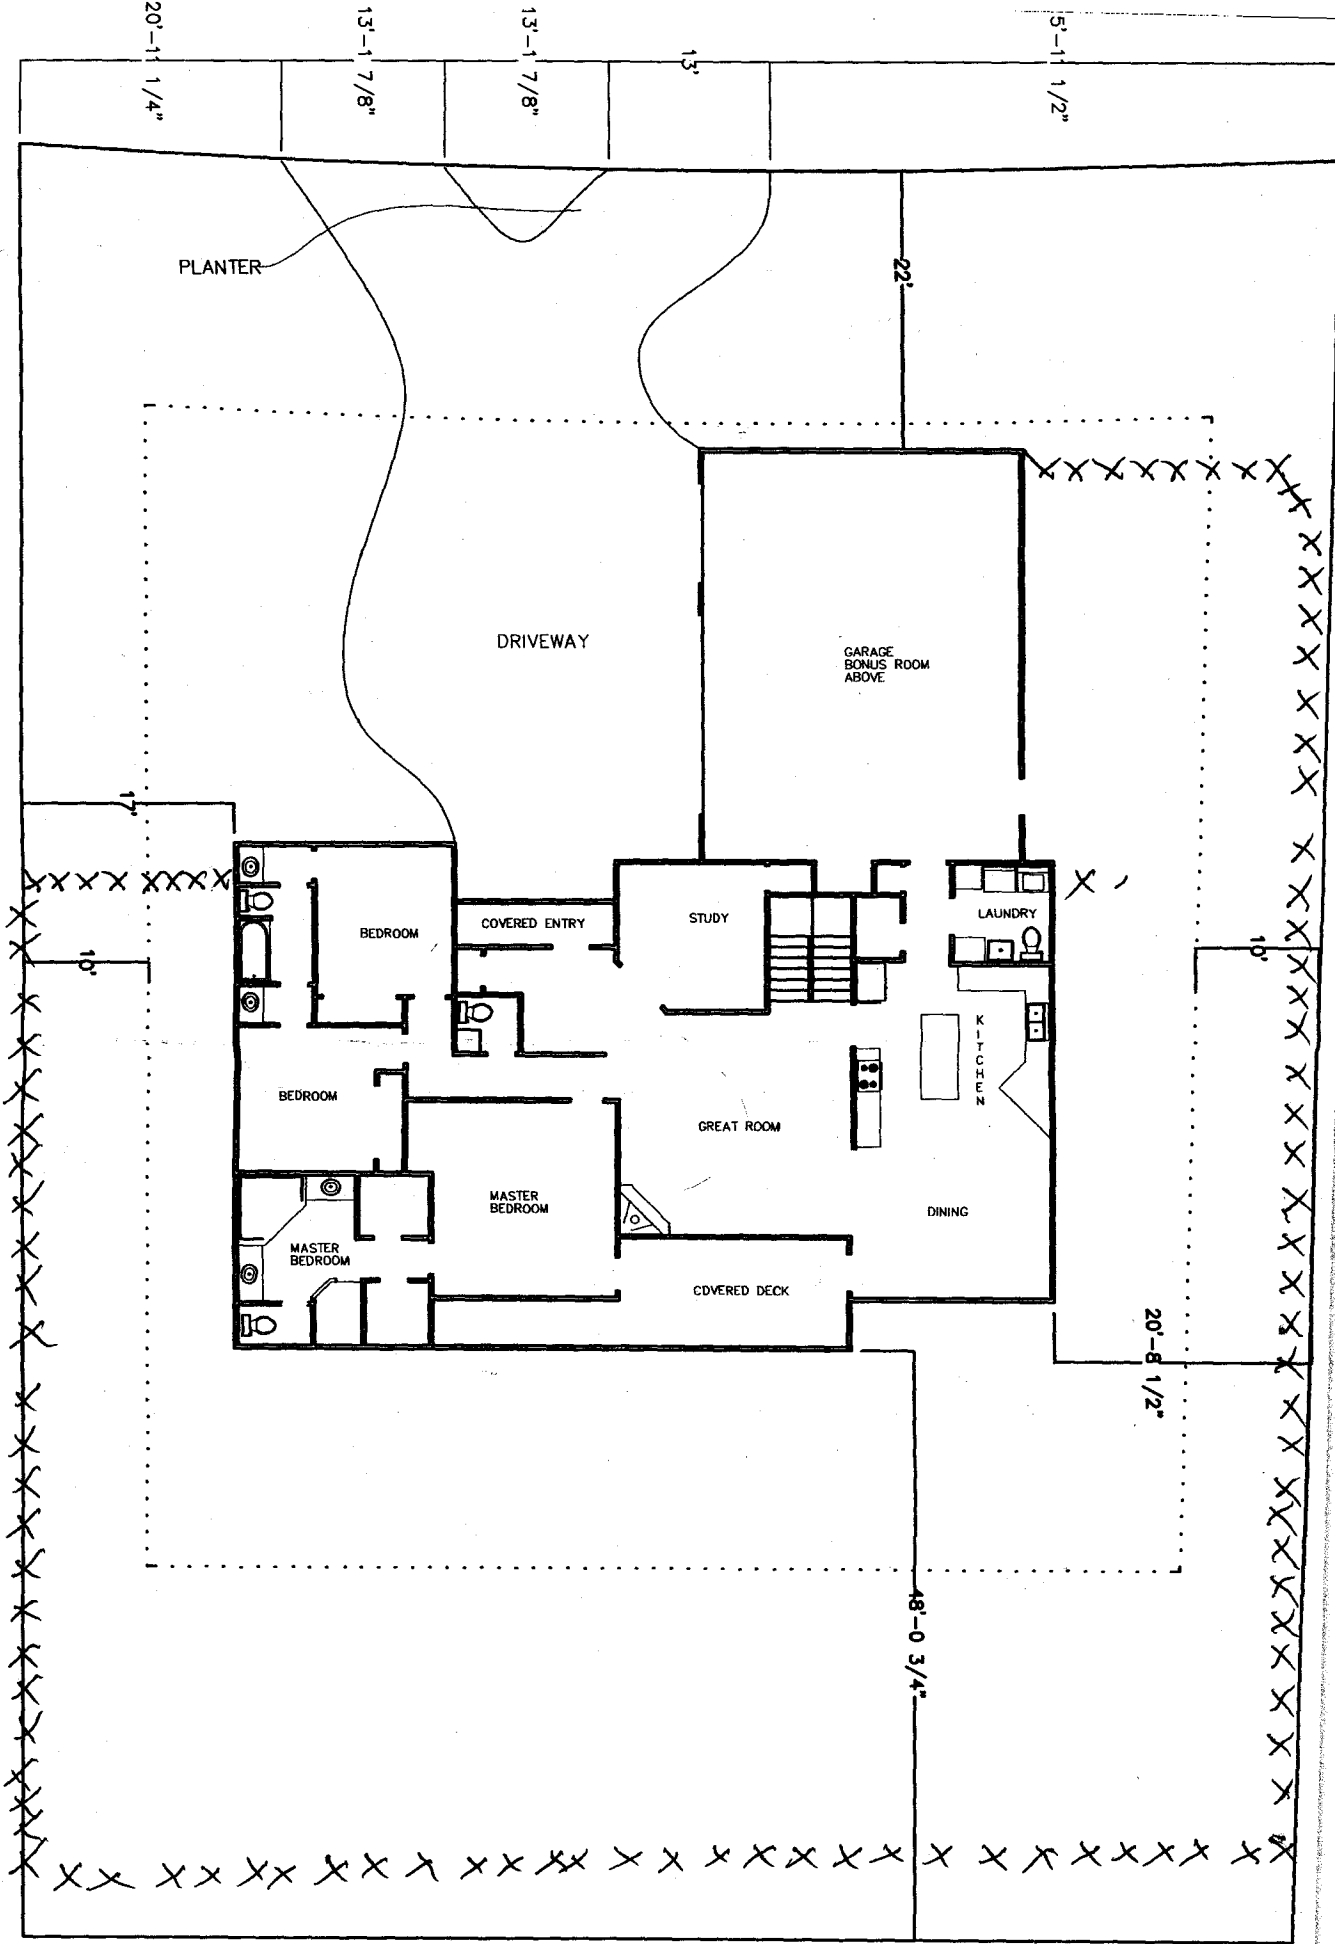 20'-11 1/4"
13'-1 7/8"
13'-1 7/8"
13'
5'-11 1/2"
PLANTER
22'
DRIVEWAY
GARAGE
BONUS ROOM
ABOVE
17'
BEDROOM
COVERED ENTRY
STUDY
LAUNDRY
10'
10'
KITCHEN
BEDROOM
GREAT ROOM
MASTER
BEDROOM
DINING
MASTER
BEDROOM
COVERED DECK
20'-8 1/2"
48'-0 3/4"